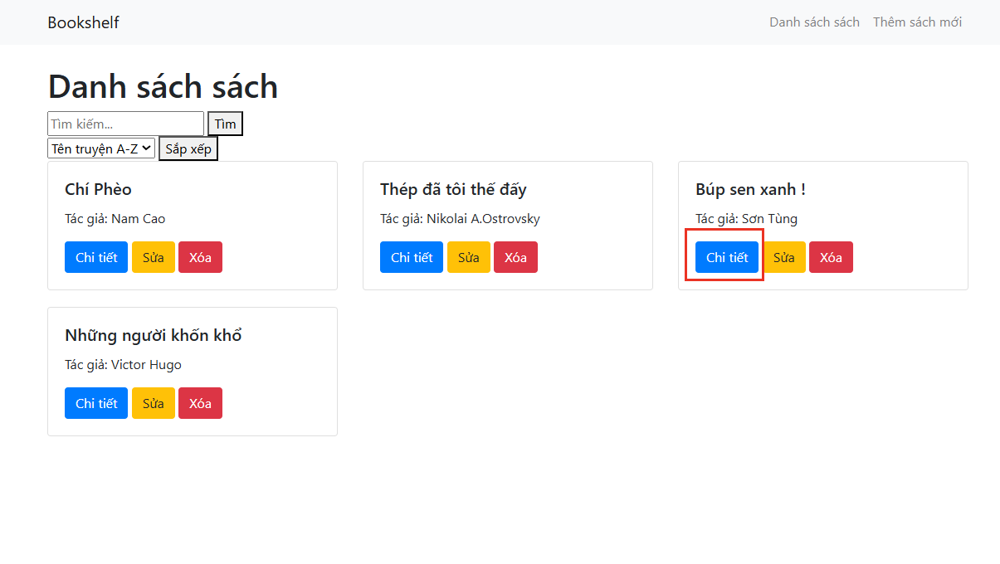 Bookshelf Danh sách sách Thêm sách mới
Danh sách sách
Tìm kiếm... Tìm
Tên truyện A-Z Sắp xếp
Chí Phèo
Tác giả: Nam Cao
Chi tiết Sửa Xóa
Thép đã tôi thế đấy
Tác giả: Nikolai A.Ostrovsky
Chi tiết Sửa Xóa
Búp sen xanh !
Tác giả: Sơn Tùng
Chi tiết Sửa Xóa
Những người khốn khổ
Tác giả: Victor Hugo
Chi tiết Sửa Xóa